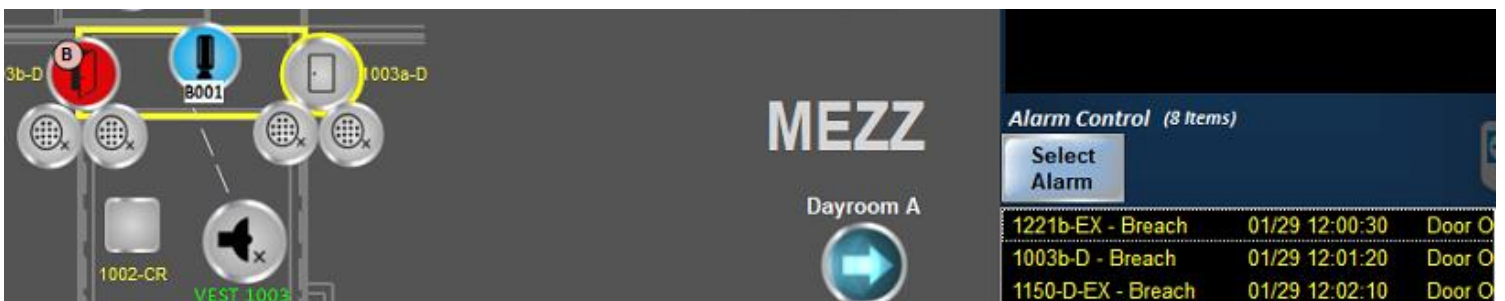 B
3b-D
B001
1003a-D
1002-CR
VEST 1003
MEZZ
Dayroom A
Alarm Control (8 Items)
Select
Alarm
1221b-EX - Breach 01/29 12:00:30 Door O
1003b-D - Breach 01/29 12:01:20 Door O
1150-D-EX - Breach 01/29 12:02:10 Door O